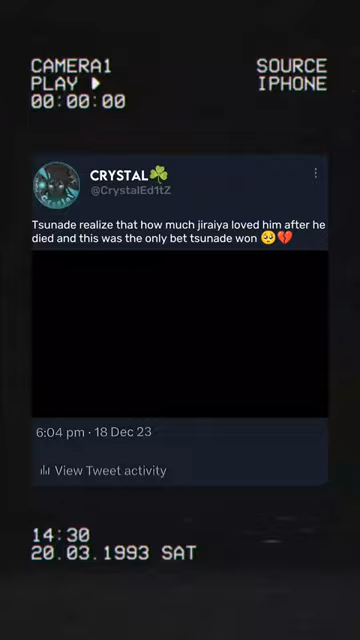 CAMERA1
PLAY
00:00:00
SOURCE
IPHONE
CRYSTAL☘️
@CrystalEd1tZ
Tsunade realize that how much jiraiya loved him after he
died and this was the only bet tsunade won 🥺💔
6:04 pm · 18 Dec 23
View Tweet activity
14:30
20.03.1993 SAT